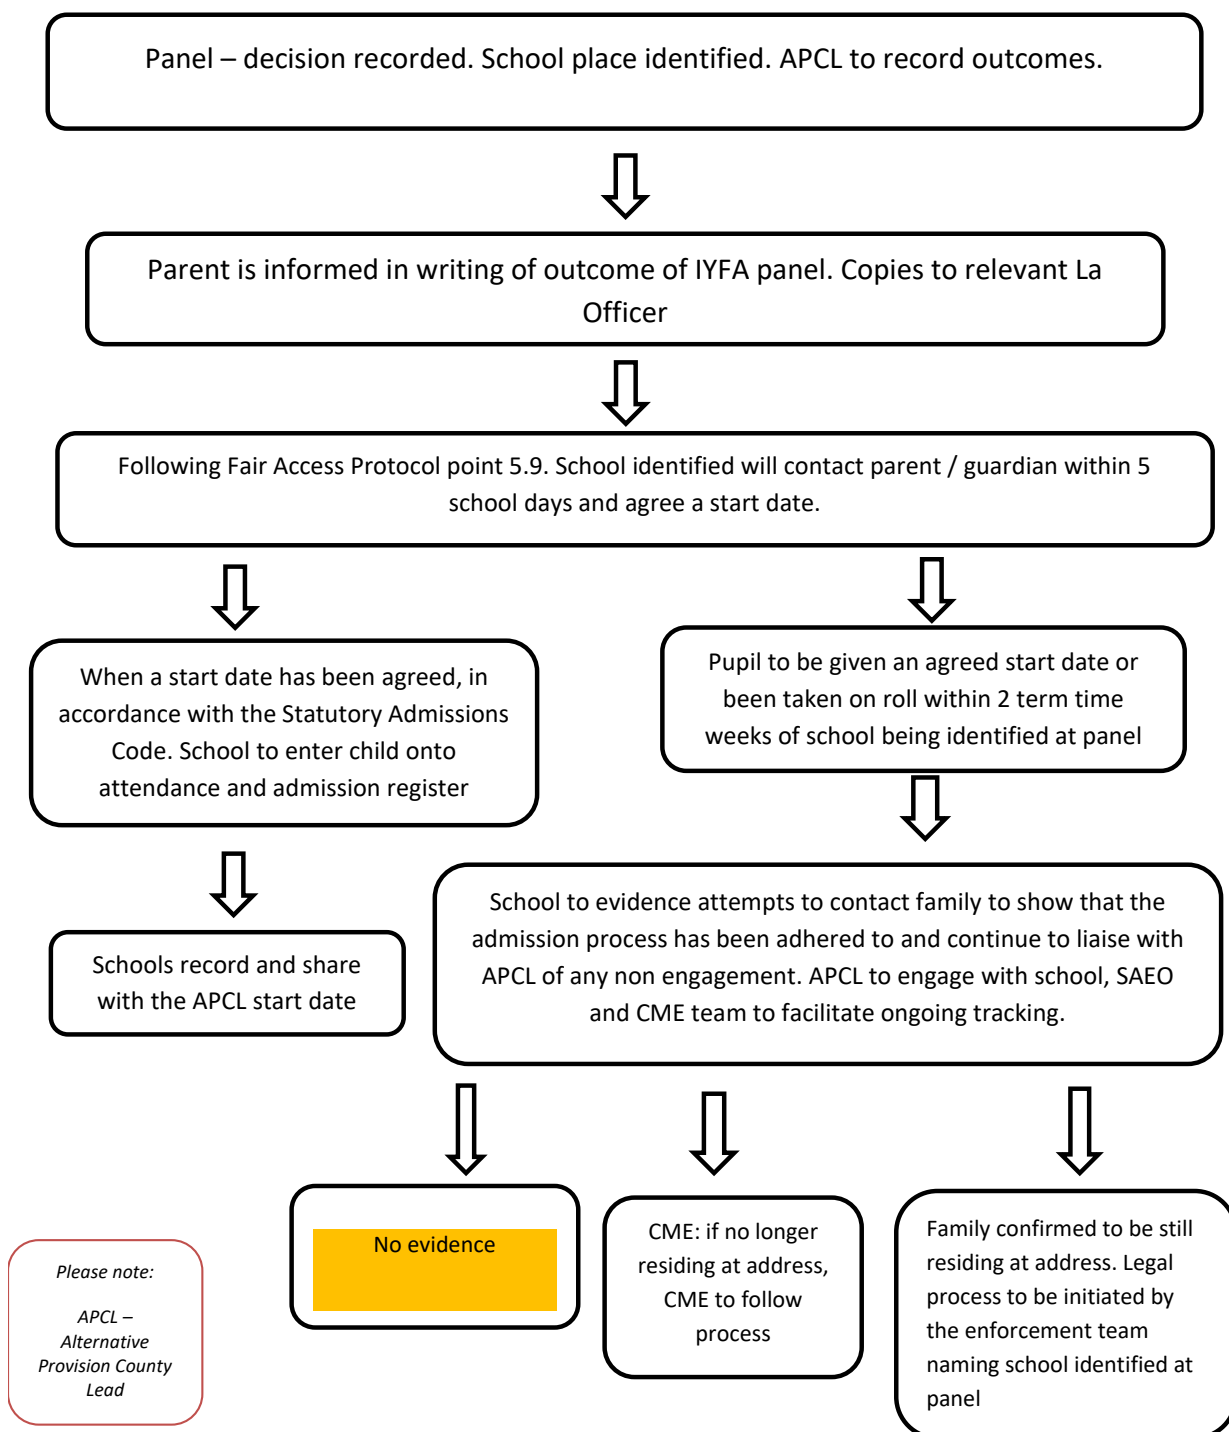 Panel – decision recorded. School place identified. APCL to record outcomes.
Parent is informed in writing of outcome of IYFA panel. Copies to relevant La
Officer
Following Fair Access Protocol point 5.9. School identified will contact parent / guardian within 5
school days and agree a start date.
When a start date has been agreed, in
accordance with the Statutory Admissions
Code. School to enter child onto
attendance and admission register
Pupil to be given an agreed start date or
been taken on roll within 2 term time
weeks of school being identified at panel
Schools record and share
with the APCL start date
School to evidence attempts to contact family to show that the
admission process has been adhered to and continue to liaise with
APCL of any non engagement. APCL to engage with school, SAEO
and CME team to facilitate ongoing tracking.
No evidence
CME: if no longer
residing at address,
CME to follow
process
Family confirmed to be still
residing at address. Legal
process to be initiated by
the enforcement team
naming school identified at
panel
Please note:
APCL –
Alternative
Provision County
Lead